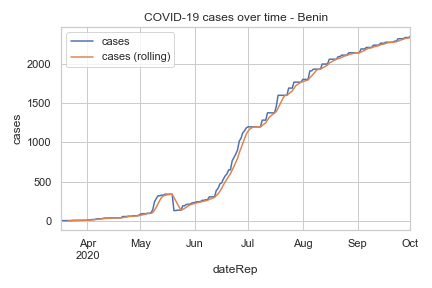 COVID-19 cases over time - Benin
cases
cases (rolling)
cases
2000
1500
1000
500
0
Apr May Jun Jul Aug Sep Oct
2020
dateRep